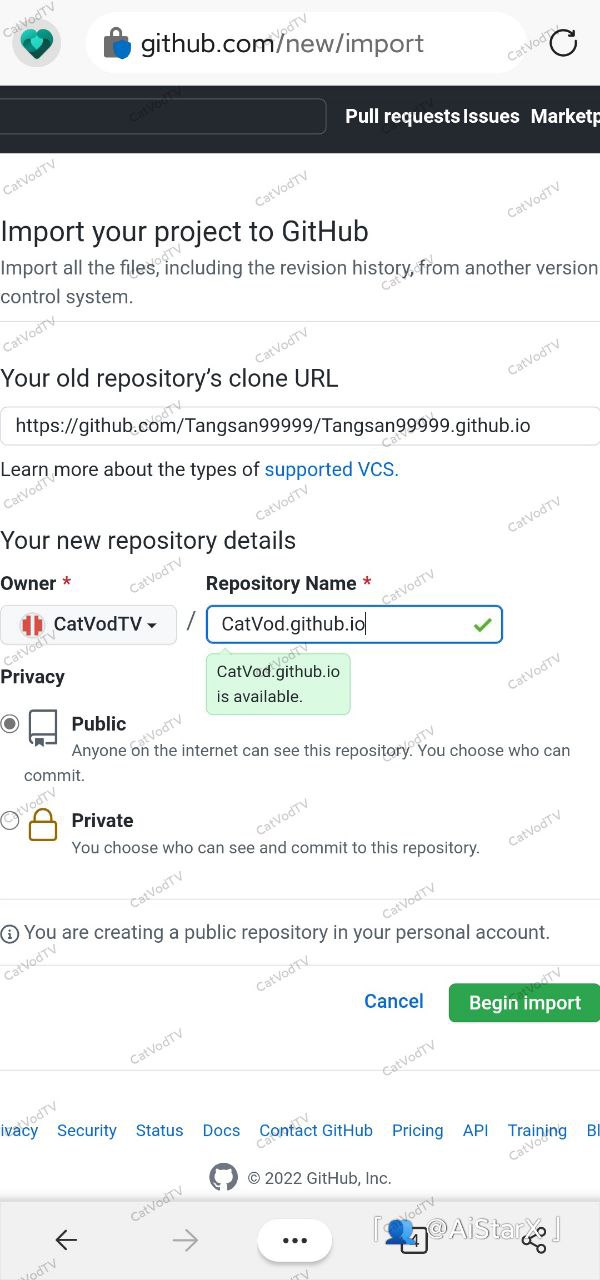 github.com/new/import
Pull requests Issues Marketp
Import your project to GitHub
Import all the files, including the revision history, from another version
control system.
Your old repository's clone URL
https://github.com/Tangsan99999/Tangsan99999.github.io
Learn more about the types of supported VCS.
Your new repository details
Owner * Repository Name *
CatVodTV / CatVod.github.io
CatVod.github.io
is available.
Privacy
Public
Anyone on the internet can see this repository. You choose who can
commit.
Private
You choose who can see and commit to this repository.
You are creating a public repository in your personal account.
Cancel Begin import
ivacy Security Status Docs Contact GitHub Pricing API Training Bl
© 2022 GitHub, Inc.
4
「👥 @AiStarX 」
CatVodTV